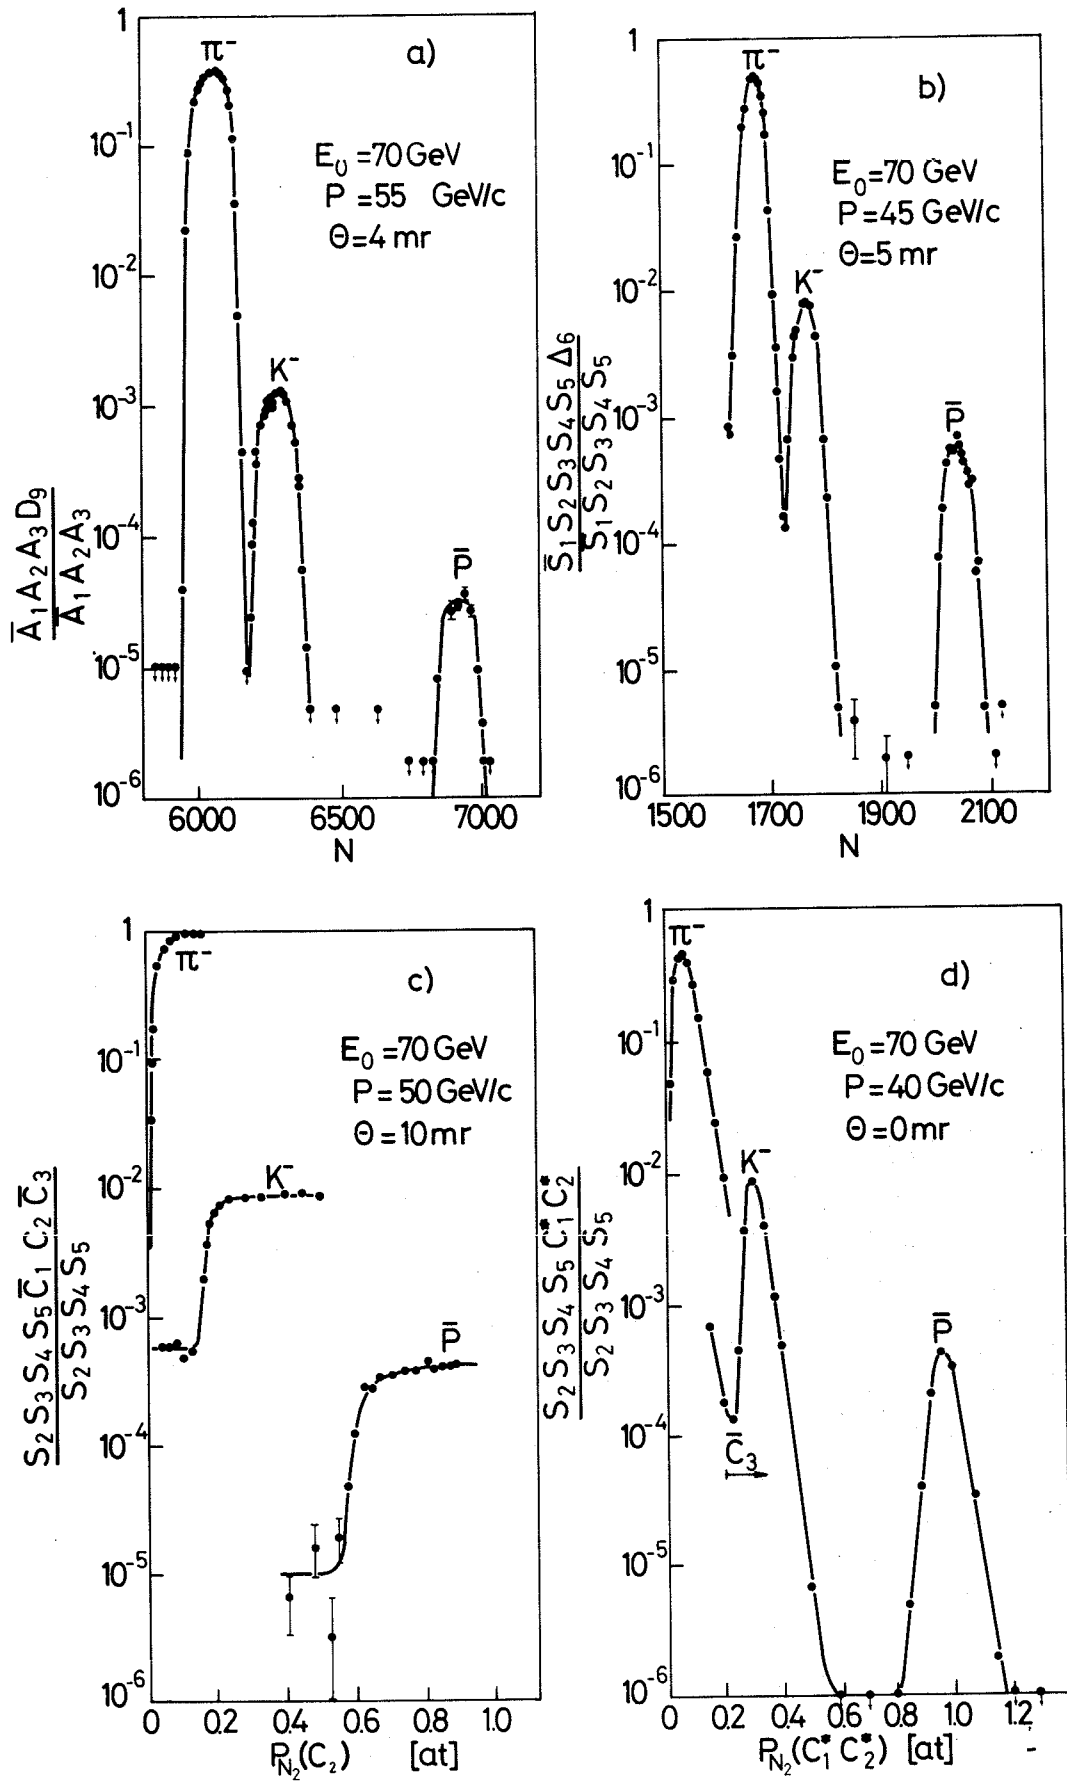 a)
π⁻
E₀ = 70 GeV
P = 55 GeV/c
Θ = 4 mr
K⁻
P̄
1
10⁻¹
10⁻²
10⁻³
10⁻⁴
10⁻⁵
10⁻⁶
Ā₁A₂A₃D₉
Ā₁A₂A₃
6000 6500 7000
N
b)
π⁻
E₀ = 70 GeV
P = 45 GeV/c
Θ = 5 mr
K⁻
P̄
1
10⁻¹
10⁻²
10⁻³
10⁻⁴
10⁻⁵
10⁻⁶
S̄₁S₂S₃S₄S₅Δ₆
S̄₁S₂S₃S₄S₅
1500 1700 1900 2100
N
c)
π⁻
E₀ = 70 GeV
P = 50 GeV/c
Θ = 10 mr
K⁻
P̄
1
10⁻¹
10⁻²
10⁻³
10⁻⁴
10⁻⁵
10⁻⁶
S₂S₃S₄S₅C̄₁C₂C̄₃
S₂S₃S₄S₅
0 0.2 0.4 0.6 0.8 1.0
P_N₂(C₂) [at]
d)
π⁻
E₀ = 70 GeV
P = 40 GeV/c
Θ = 0 mr
K⁻
P̄
C̄₃
1
10⁻¹
10⁻²
10⁻³
10⁻⁴
10⁻⁵
10⁻⁶
S₂S₃S₄S₅C₁*C₂*
S₂S₃S₄S₅
0 0.2 0.4 0.6 0.8 1.0 1.2
P_N₂(C₁*C₂*) [at]